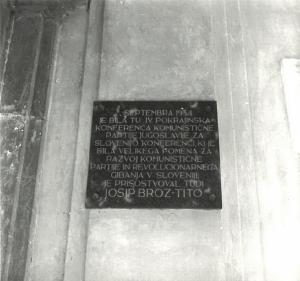 SEPTEMBRA 1934
JE BILA TU IV. POKRAJINSKA
KONFERENCA KOMUNISTIČNE
PARTIJE JUGOSLAVIJE ZA
SLOVENIJO KONFERENCI, KI JE
BILA VELIKEGA POMENA ZA
RAZVOJ KOMUNISTIČNE
PARTIJE IN REVOLUCIONARNEGA
GIBANJA V SLOVENIJI
JE PRISOSTVOVAL TUDI
JOSIP BROZ-TITO